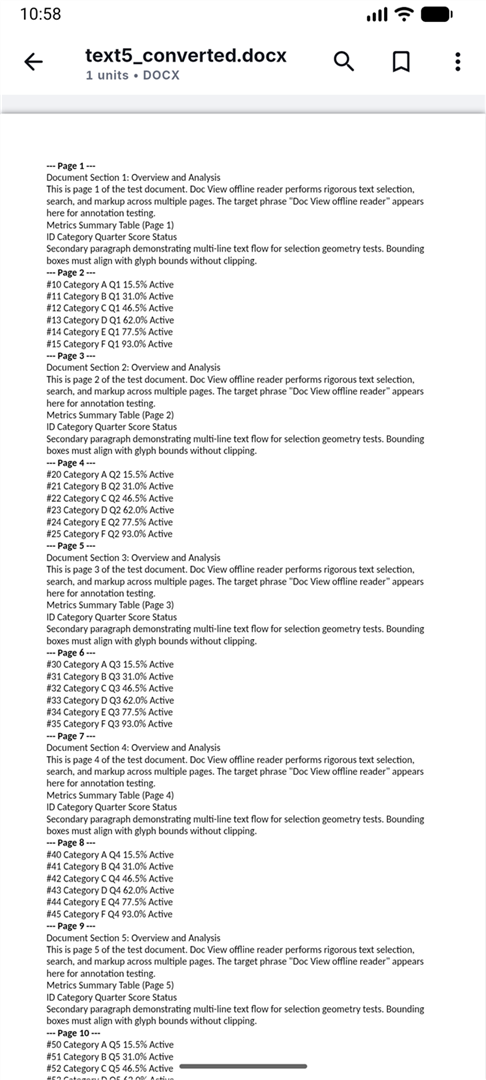 10:58
text5_converted.docx
1 units • DOCX
--- Page 1 ---
Document Section 1: Overview and Analysis
This is page 1 of the test document. Doc View offline reader performs rigorous text selection,
search, and markup across multiple pages. The target phrase "Doc View offline reader" appears
here for annotation testing.
Metrics Summary Table (Page 1)
ID Category Quarter Score Status
Secondary paragraph demonstrating multi-line text flow for selection geometry tests. Bounding
boxes must align with glyph bounds without clipping.
--- Page 2 ---
#10 Category A Q1 15.5% Active
#11 Category B Q1 31.0% Active
#12 Category C Q1 46.5% Active
#13 Category D Q1 62.0% Active
#14 Category E Q1 77.5% Active
#15 Category F Q1 93.0% Active
--- Page 3 ---
Document Section 2: Overview and Analysis
This is page 2 of the test document. Doc View offline reader performs rigorous text selection,
search, and markup across multiple pages. The target phrase "Doc View offline reader" appears
here for annotation testing.
Metrics Summary Table (Page 2)
ID Category Quarter Score Status
Secondary paragraph demonstrating multi-line text flow for selection geometry tests. Bounding
boxes must align with glyph bounds without clipping.
--- Page 4 ---
#20 Category A Q2 15.5% Active
#21 Category B Q2 31.0% Active
#22 Category C Q2 46.5% Active
#23 Category D Q2 62.0% Active
#24 Category E Q2 77.5% Active
#25 Category F Q2 93.0% Active
--- Page 5 ---
Document Section 3: Overview and Analysis
This is page 3 of the test document. Doc View offline reader performs rigorous text selection,
search, and markup across multiple pages. The target phrase "Doc View offline reader" appears
here for annotation testing.
Metrics Summary Table (Page 3)
ID Category Quarter Score Status
Secondary paragraph demonstrating multi-line text flow for selection geometry tests. Bounding
boxes must align with glyph bounds without clipping.
--- Page 6 ---
#30 Category A Q3 15.5% Active
#31 Category B Q3 31.0% Active
#32 Category C Q3 46.5% Active
#33 Category D Q3 62.0% Active
#34 Category E Q3 77.5% Active
#35 Category F Q3 93.0% Active
--- Page 7 ---
Document Section 4: Overview and Analysis
This is page 4 of the test document. Doc View offline reader performs rigorous text selection,
search, and markup across multiple pages. The target phrase "Doc View offline reader" appears
here for annotation testing.
Metrics Summary Table (Page 4)
ID Category Quarter Score Status
Secondary paragraph demonstrating multi-line text flow for selection geometry tests. Bounding
boxes must align with glyph bounds without clipping.
--- Page 8 ---
#40 Category A Q4 15.5% Active
#41 Category B Q4 31.0% Active
#42 Category C Q4 46.5% Active
#43 Category D Q4 62.0% Active
#44 Category E Q4 77.5% Active
#45 Category F Q4 93.0% Active
--- Page 9 ---
Document Section 5: Overview and Analysis
This is page 5 of the test document. Doc View offline reader performs rigorous text selection,
search, and markup across multiple pages. The target phrase "Doc View offline reader" appears
here for annotation testing.
Metrics Summary Table (Page 5)
ID Category Quarter Score Status
Secondary paragraph demonstrating multi-line text flow for selection geometry tests. Bounding
boxes must align with glyph bounds without clipping.
--- Page 10 ---
#50 Category A Q5 15.5% Active
#51 Category B Q5 31.0% Active
#52 Category C Q5 46.5% Active